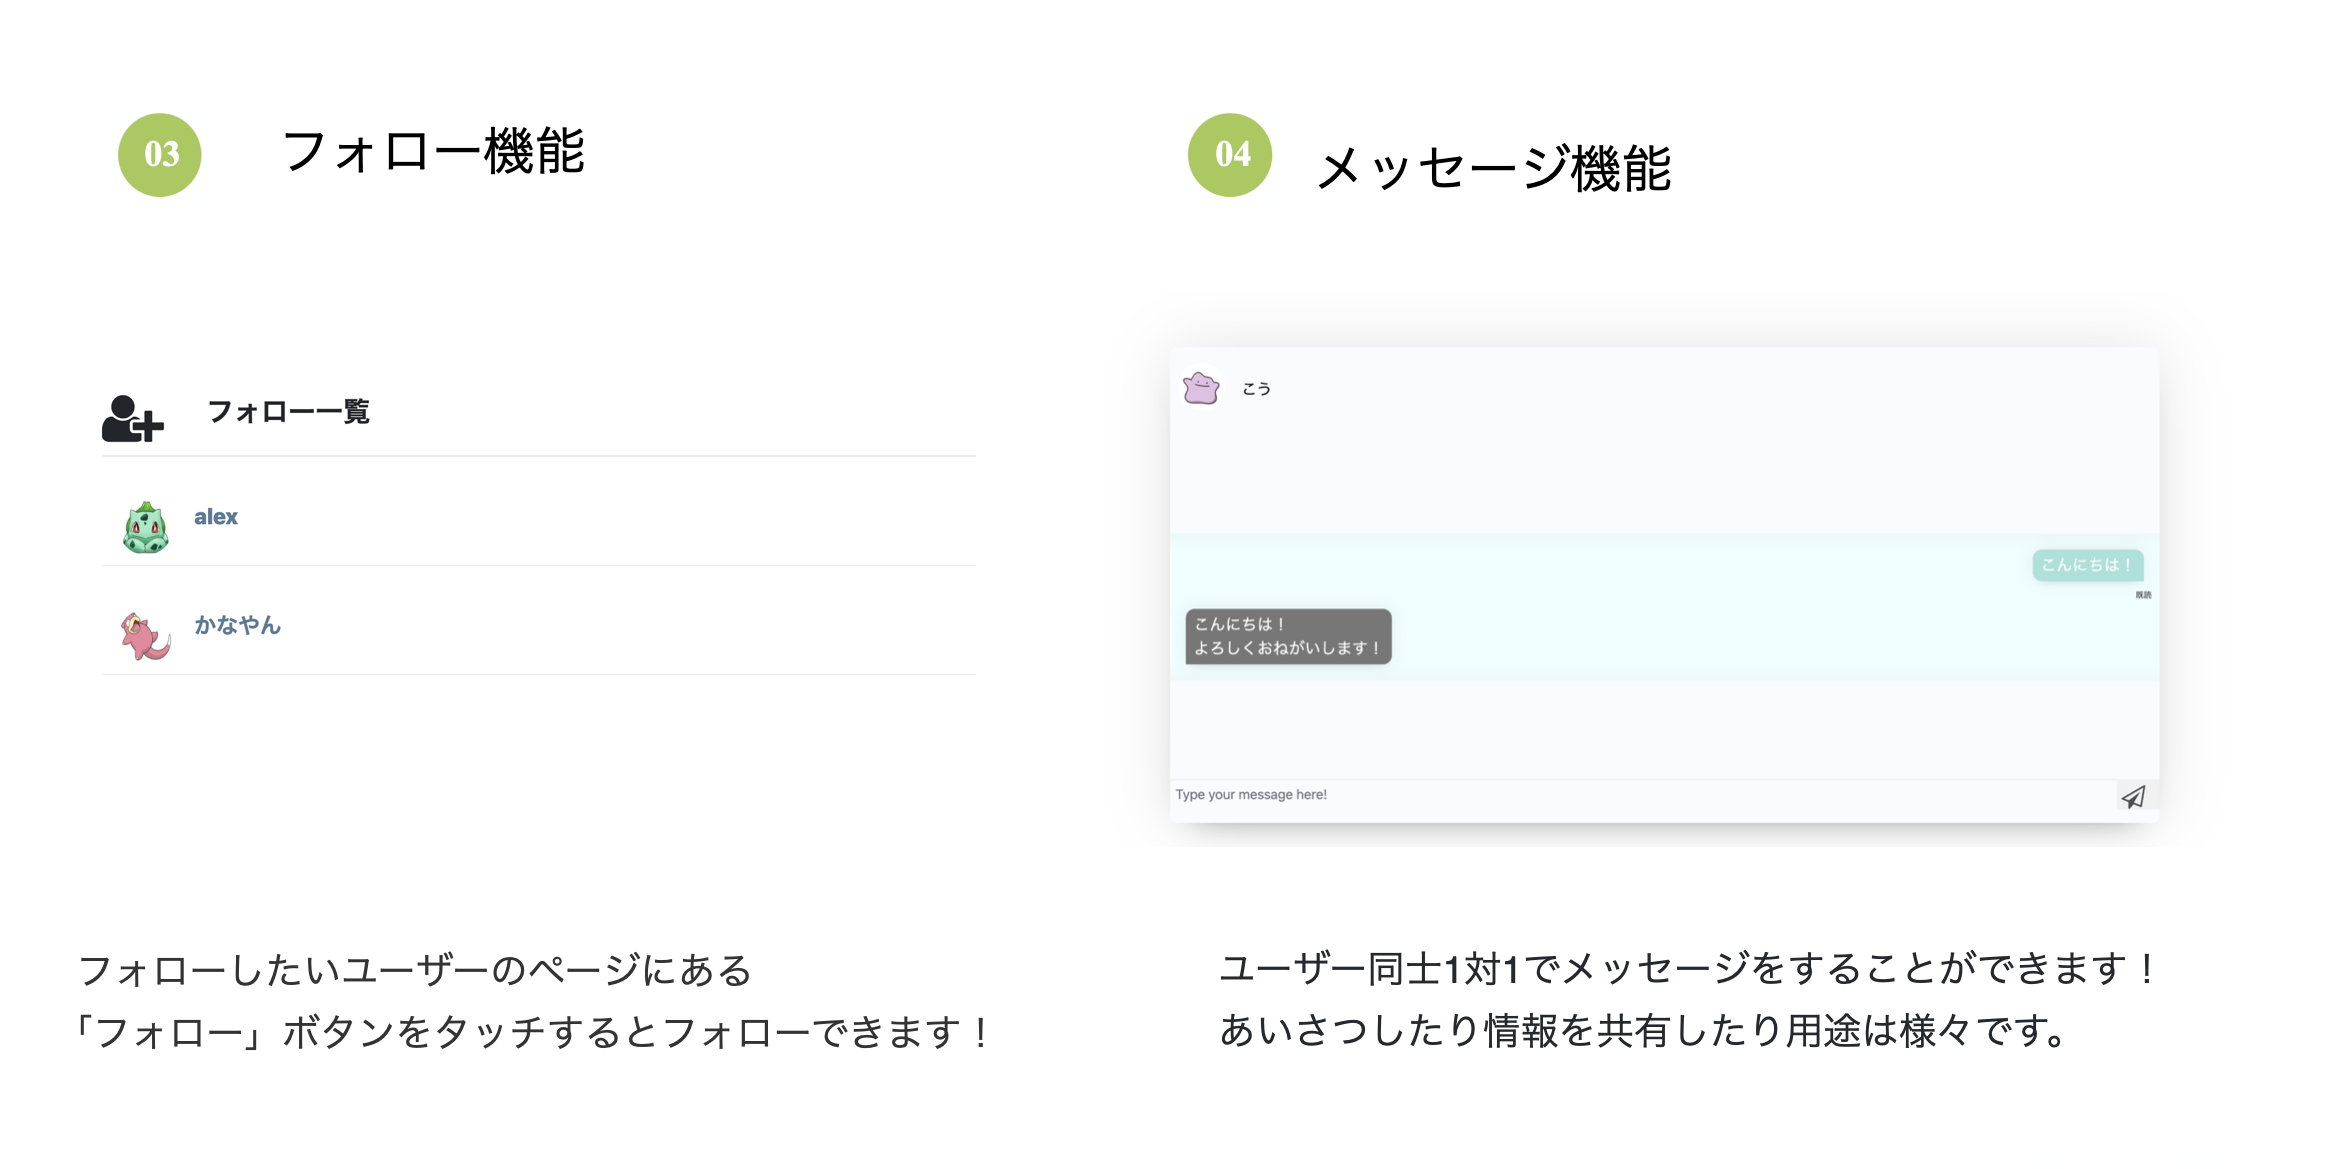 03
フォロー機能
フォロー一覧
alex
かなやん
フォローしたいユーザーのページにある
「フォロー」ボタンをタッチするとフォローできます！
04
メッセージ機能
こう
こんにちは！
既読
こんにちは！
よろしくおねがいします！
Type your message here!
ユーザー同士1対1でメッセージをすることができます！
あいさつしたり情報を共有したり用途は様々です。